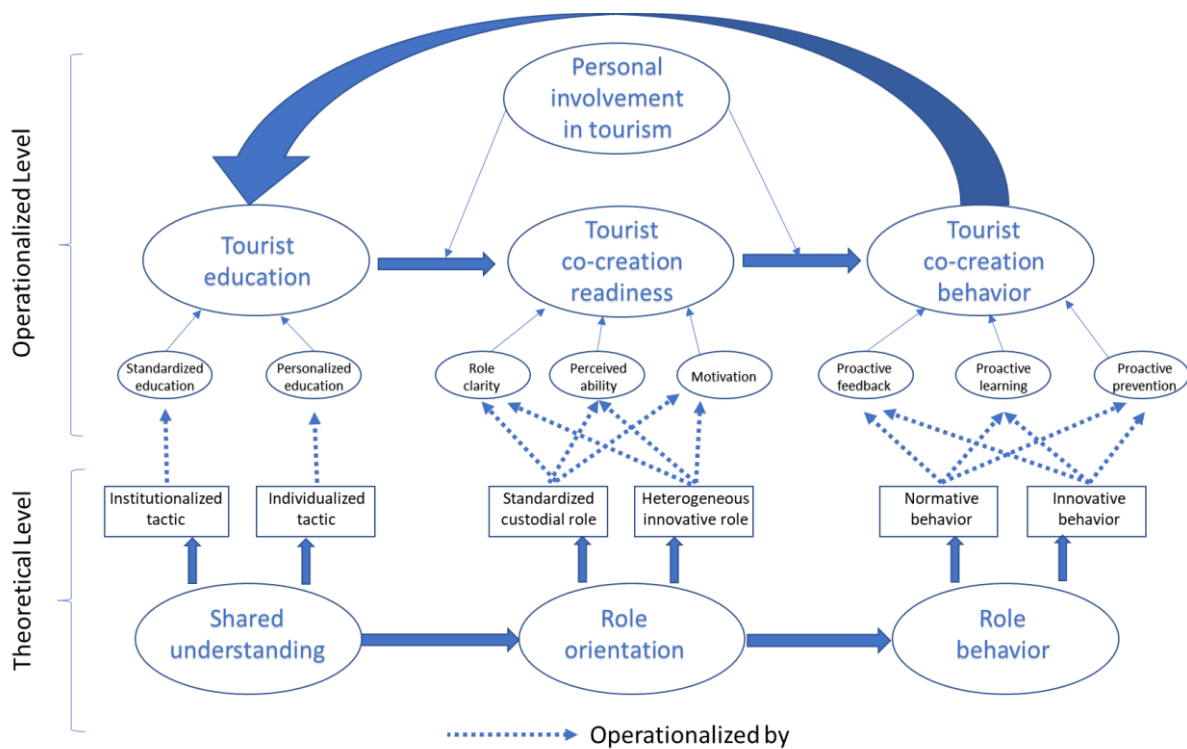 Operationalized Level
Personal
involvement
in tourism
Tourist
education
Tourist
co-creation
readiness
Tourist
co-creation
behavior
Standardized
education
Personalized
education
Role
clarity
Perceived
ability
Motivation
Proactive
feedback
Proactive
learning
Proactive
prevention
Theoretical Level
Institutionalized
tactic
Individualized
tactic
Standardized
custodial role
Heterogeneous
innovative role
Normative
behavior
Innovative
behavior
Shared
understanding
Role
orientation
Role
behavior
Operationalized by